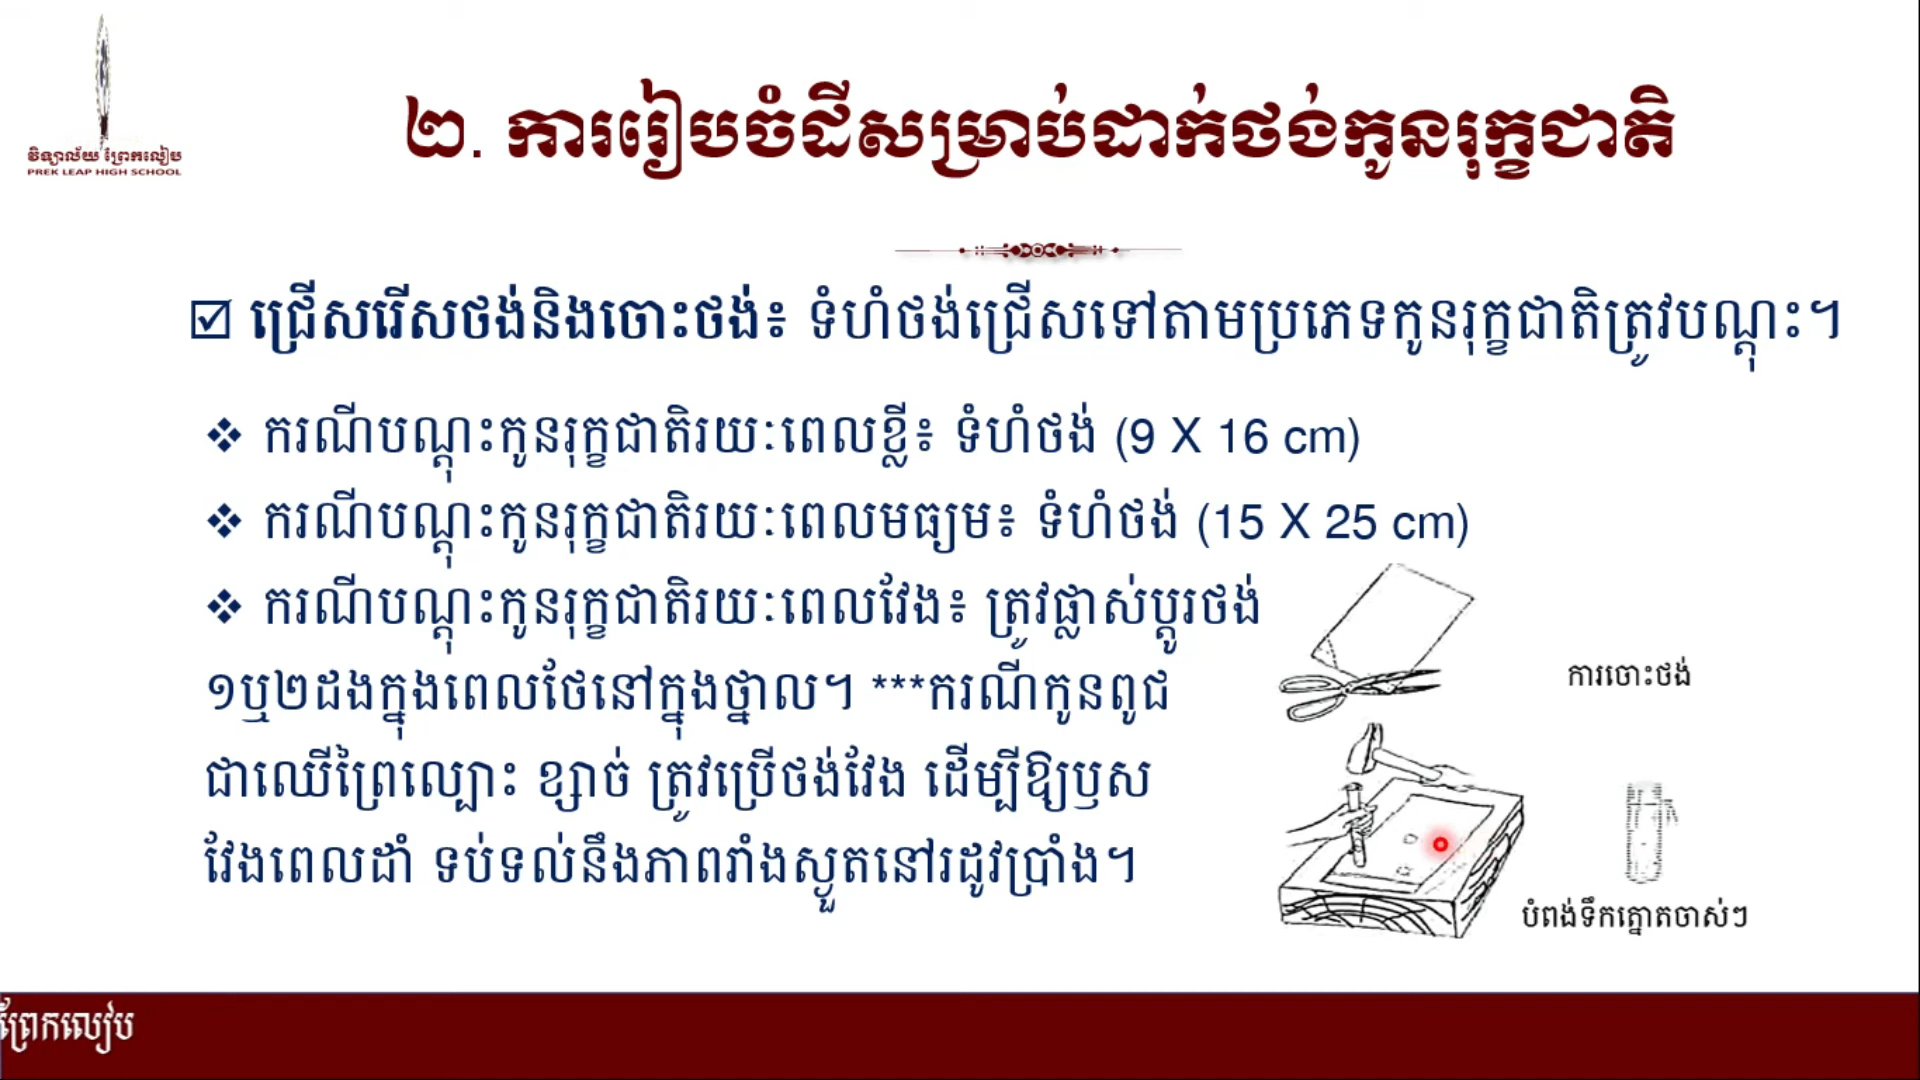 វិទ្យាល័យ ព្រែកលៀប
PREK LEAP HIGH SCHOOL
២. ការរៀបចំដីសម្រាប់ដាក់ថង់កូនរុក្ខជាតិ
ជ្រើសរើសថង់និងចោះថង់៖ ទំហំថង់ជ្រើសទៅតាមប្រភេទកូនរុក្ខជាតិត្រូវបណ្ដុះ។
❖ ករណីបណ្ដុះកូនរុក្ខជាតិរយៈពេលខ្លី៖ ទំហំថង់ (9 X 16 cm)
❖ ករណីបណ្ដុះកូនរុក្ខជាតិរយៈពេលមធ្យម៖ ទំហំថង់ (15 X 25 cm)
❖ ករណីបណ្ដុះកូនរុក្ខជាតិរយៈពេលវែង៖ ត្រូវផ្លាស់ប្ដូរថង់
១ឬ២ដងក្នុងពេលថែនៅក្នុងថ្នាល។ ***ករណីកូនពូជ
ជាឈើព្រៃល្បោះ ខ្សាច់ ត្រូវប្រើថង់វែង ដើម្បីឱ្យឫស
វែងពេលដាំ ទប់ទល់នឹងភាពរាំងស្ងួតនៅរដូវប្រាំង។
ការចោះថង់
បំពង់ទឹកត្នោតចាស់ៗ
ព្រែកលៀប